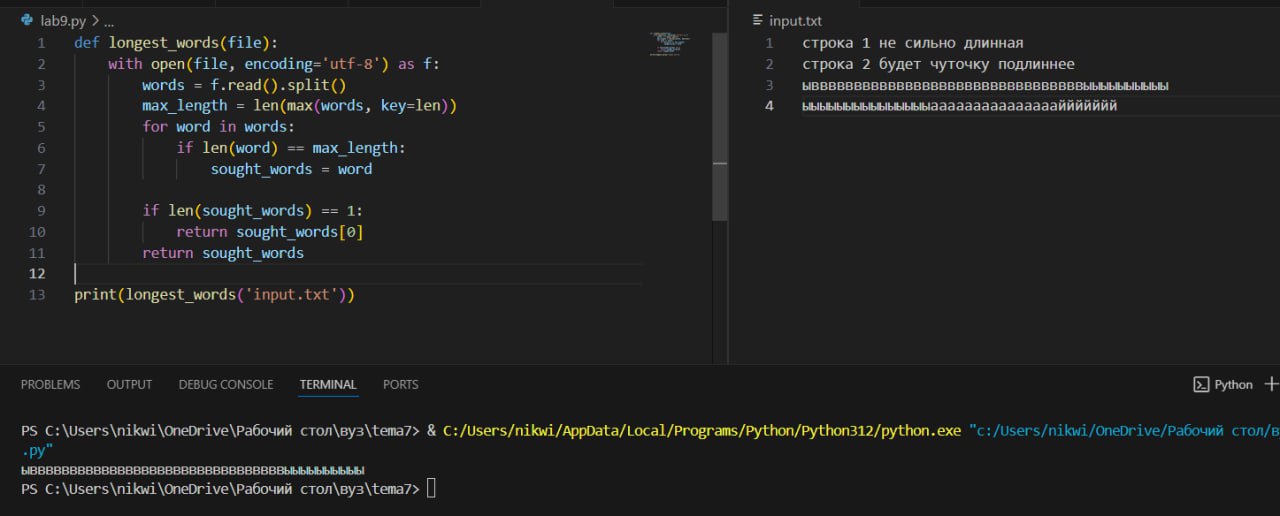 lab9.py > ...
1 def longest_words(file):
2 with open(file, encoding='utf-8') as f:
3 words = f.read().split()
4 max_length = len(max(words, key=len))
5 for word in words:
6 if len(word) == max_length:
7 sought_words = word
8
9 if len(sought_words) == 1:
10 return sought_words[0]
11 return sought_words
12
13 print(longest_words('input.txt'))
input.txt
1 строка 1 не сильно длинная
2 строка 2 будет чуточку подлиннее
3
4
PROBLEMS OUTPUT DEBUG CONSOLE TERMINAL PORTS
Python
PS C:\Users\nikwi\OneDrive\Рабочий стол\вуз\tema7> & C:/Users/nikwi/AppData/Local/Programs/Python/Python312/python.exe "c:/Users/nikwi/OneDrive/Рабочий стол/в
.py"
PS C:\Users\nikwi\OneDrive\Рабочий стол\вуз\tema7>